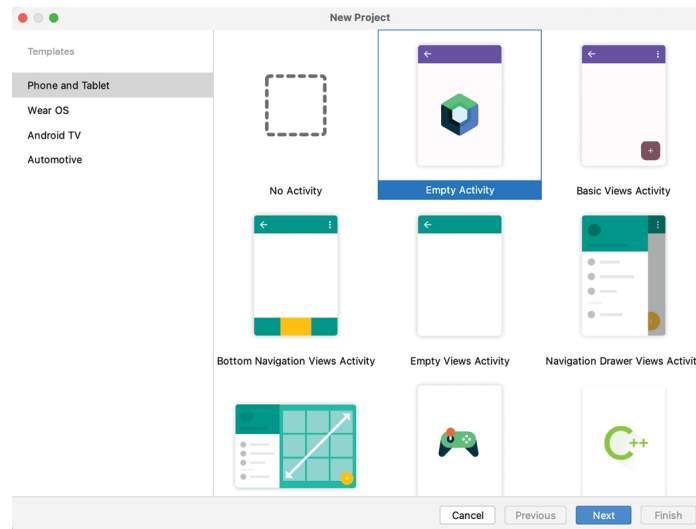 New Project
Templates
Phone and Tablet
Wear OS
Android TV
Automotive
No Activity
Empty Activity
Basic Views Activity
Bottom Navigation Views Activity
Empty Views Activity
Navigation Drawer Views Activit
C++
Cancel
Previous
Next
Finish